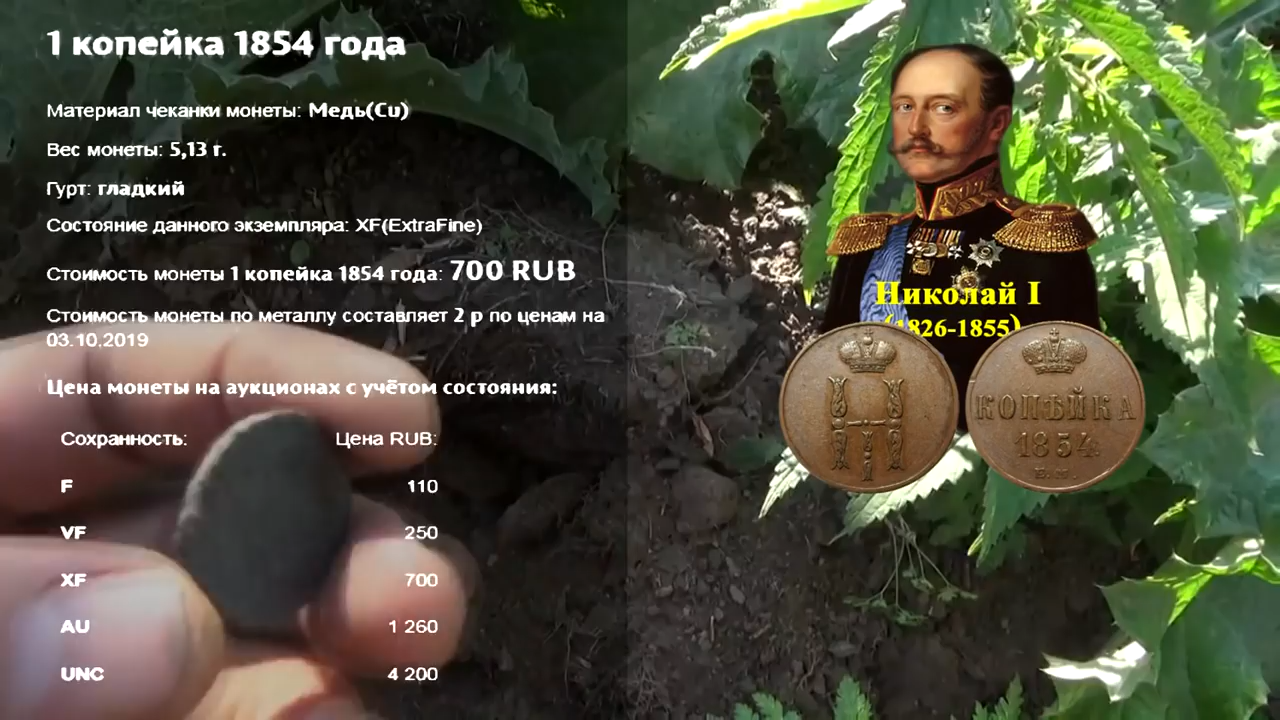 1 копейка 1854 года
Материал чеканки монеты: Медь(Cu)
Вес монеты: 5,13 г.
Гурт: гладкий
Состояние данного экземпляра: XF(ExtraFine)
Стоимость монеты 1 копейка 1854 года: 700 RUB
Стоимость монеты по металлу составляет 2 р по ценам на
03.10.2019
Цена монеты на аукционах с учётом состояния:
Сохранность: Цена RUB:
F 110
VF 250
XF 700
AU 1 260
UNC 4 200
Николай I
(1826-1855)
КОПѢЙКА
1854.
В.М.